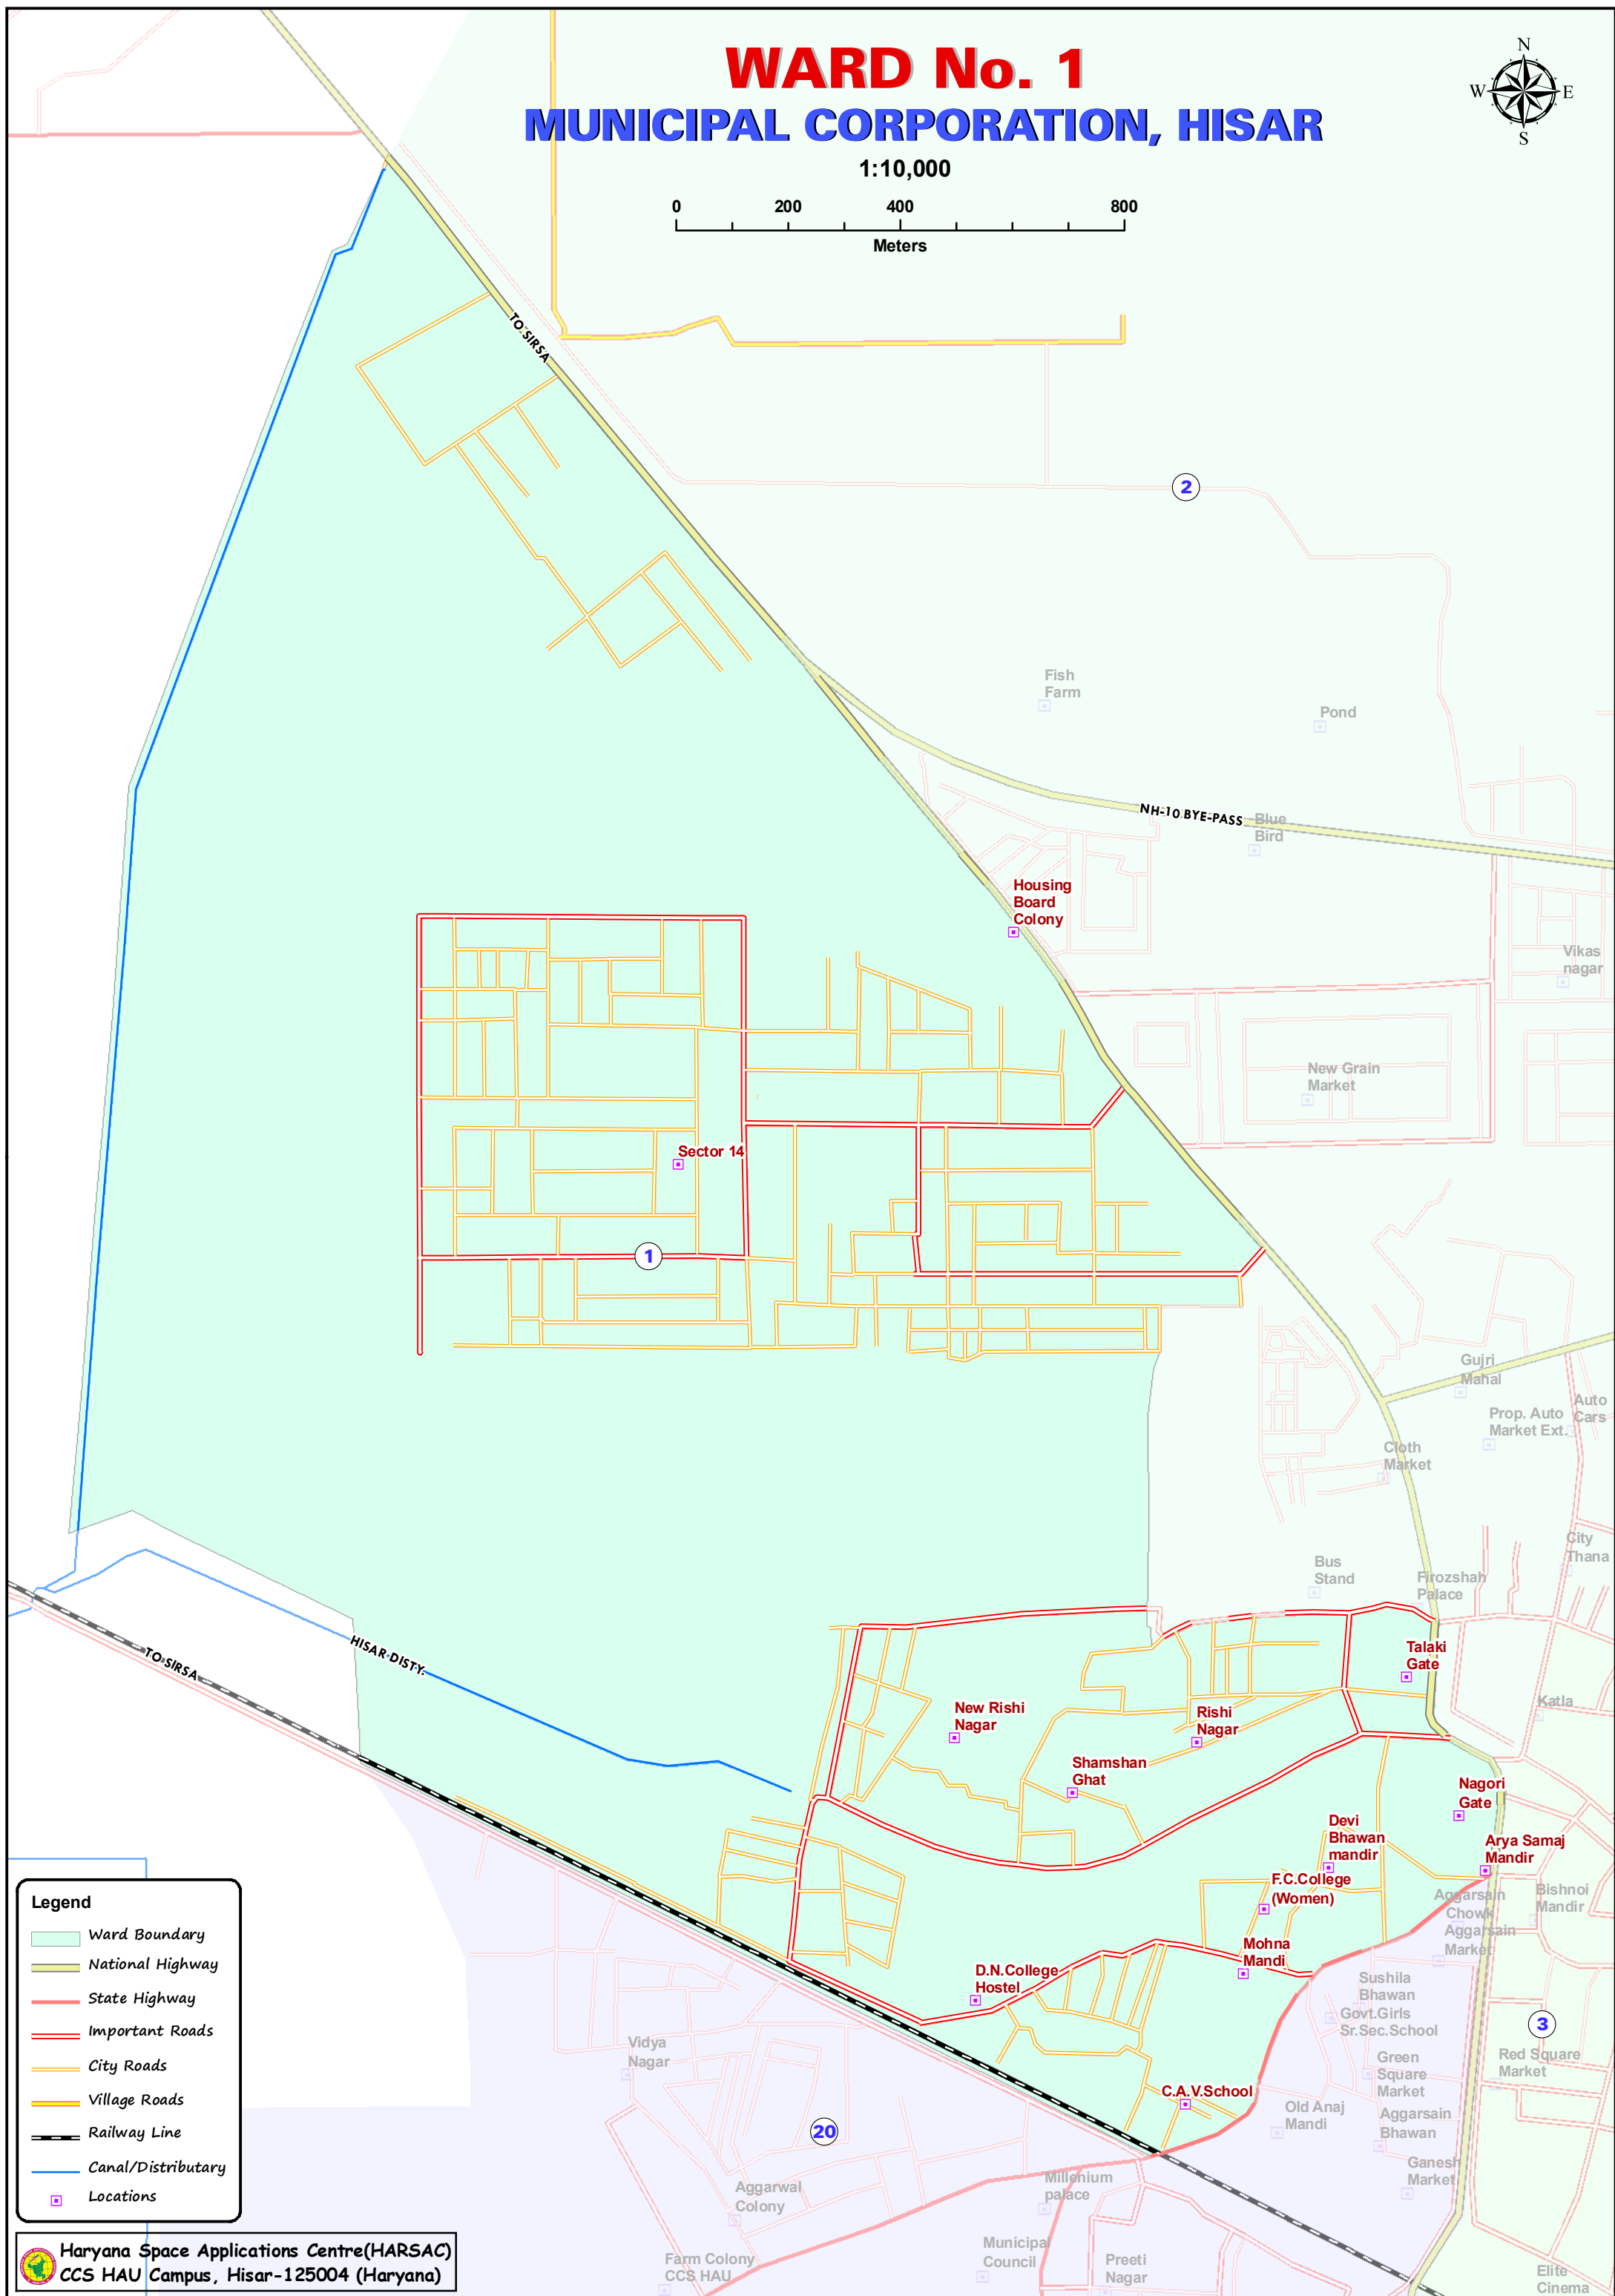 WARD No. 1
MUNICIPAL CORPORATION, HISAR
1:10,000
0 200 400 800
Meters
N
W E
S
TO SIRSA
2
Fish
Farm
Pond
NH-10 BYE-PASS
Blue
Bird
Housing
Board
Colony
Vikas
nagar
New Grain
Market
Sector 14
1
Gujri
Mahal
Auto
Cars
Prop. Auto
Market Ext.
Cloth
Market
City
Thana
Bus
Stand
Firozshah
Palace
TO SIRSA
HISAR DISTY.
Talaki
Gate
New Rishi
Nagar
Rishi
Nagar
Katla
Shamshan
Ghat
Nagori
Gate
Devi
Bhawan
mandir
Arya Samaj
Mandir
F.C.College
(Women)
Aggarsain
Chowk
Bishnoi
Mandir
Aggarsain
Market
Mohna
Mandi
D.N.College
Hostel
Sushila
Bhawan
Govt.Girls
Sr.Sec.School
3
Vidya
Nagar
Red Square
Market
Green
Square
Market
C.A.V.School
Old Anaj
Mandi
Aggarsain
Bhawan
20
Ganesh
Market
Aggarwal
Colony
Millenium
palace
Municipal
Council
Farm Colony
CCS HAU
Preeti
Nagar
Elite
Cinema
Legend
Ward Boundary
National Highway
State Highway
Important Roads
City Roads
Village Roads
Railway Line
Canal/Distributary
Locations
Haryana Space Applications Centre(HARSAC)
CCS HAU Campus, Hisar-125004 (Haryana)